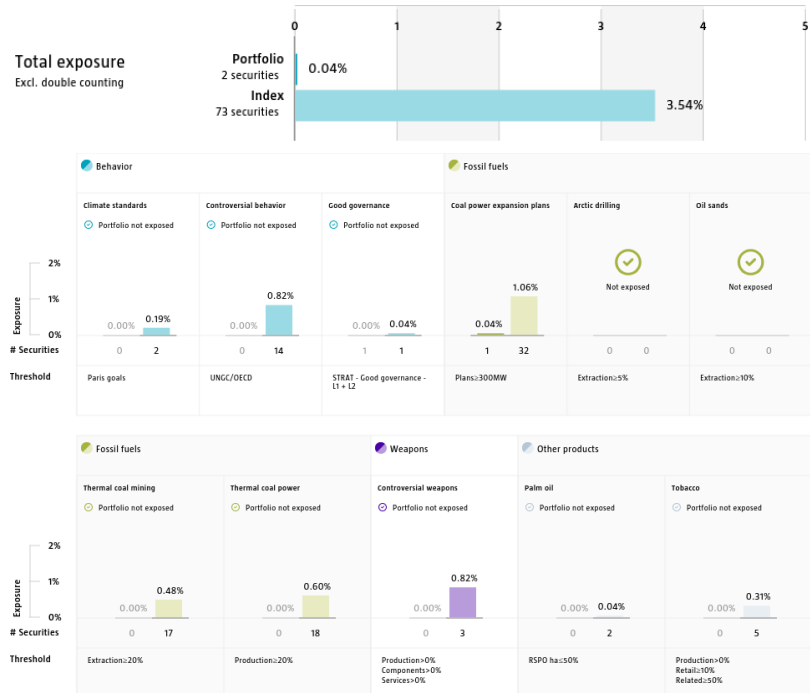 0 1 2 3 4 5
Total exposure
Excl. double counting
Portfolio
2 securities
0.04%
Index
73 securities
3.54%
Behavior
Fossil fuels
Climate standards
Controversial behavior
Good governance
Coal power expansion plans
Arctic drilling
Oil sands
Portfolio not exposed
Portfolio not exposed
Portfolio not exposed
Not exposed
Not exposed
Exposure
2%
1%
0%
0.00% 0.19%
0.00% 0.82%
0.00% 0.04%
0.04% 1.06%
# Securities
0 2
0 14
1 1
1 32
0 0
0 0
Threshold
Paris goals
UNGC/OECD
STRAT - Good governance -
L1 + L2
Plans≥300MW
Extraction≥5%
Extraction≥10%
Fossil fuels
Weapons
Other products
Thermal coal mining
Thermal coal power
Controversial weapons
Palm oil
Tobacco
Portfolio not exposed
Portfolio not exposed
Portfolio not exposed
Portfolio not exposed
Portfolio not exposed
Exposure
2%
1%
0%
0.00% 0.48%
0.00% 0.60%
0.00% 0.82%
0.00% 0.04%
0.00% 0.31%
# Securities
0 17
0 18
0 3
0 2
0 5
Threshold
Extraction≥20%
Production≥20%
Production>0%
Components>0%
Services>0%
RSPO ha≤50%
Production>0%
Retail≥10%
Related≥50%